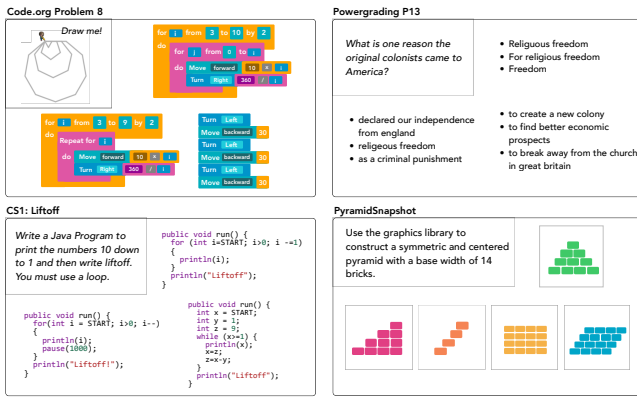 Code.org Problem 8
Draw me!
for i from 3 to 10 by 2
do
for j from 0 to i
do Move forward 10 × i
Turn Right 360 / i
for i from 3 to 9 by 2
do
Repeat for i
do Move forward 10 × i
Turn Right 360 / i
Turn Left
Move backward 30
Turn Left
Move backward 30
Turn Left
Move backward 30
Powergrading P13
What is one reason the
original colonists came to
America?
• Religuous freedom
• For religious freedom
• Freedom
• declared our independence
from england
• religeous freedom
• as a criminal punishment
• to create a new colony
• to find better economic
prospects
• to break away from the church
in great britain
CS1: Liftoff
Write a Java Program to
print the numbers 10 down
to 1 and then write liftoff.
You must use a loop.
public void run() {
for (int i=START; i>0; i -=1)
{
println(i);
}
println("Liftoff");
}
public void run() {
for(int i = START; i>0; i--)
{
println(i);
pause(1000);
}
println("Liftoff!");
}
public void run() {
int x = START;
int y = 1;
int z = 9;
while (x>=1) {
println(x);
x=z;
z=x-y;
}
println("Liftoff");
}
PyramidSnapshot
Use the graphics library to
construct a symmetric and centered
pyramid with a base width of 14
bricks.